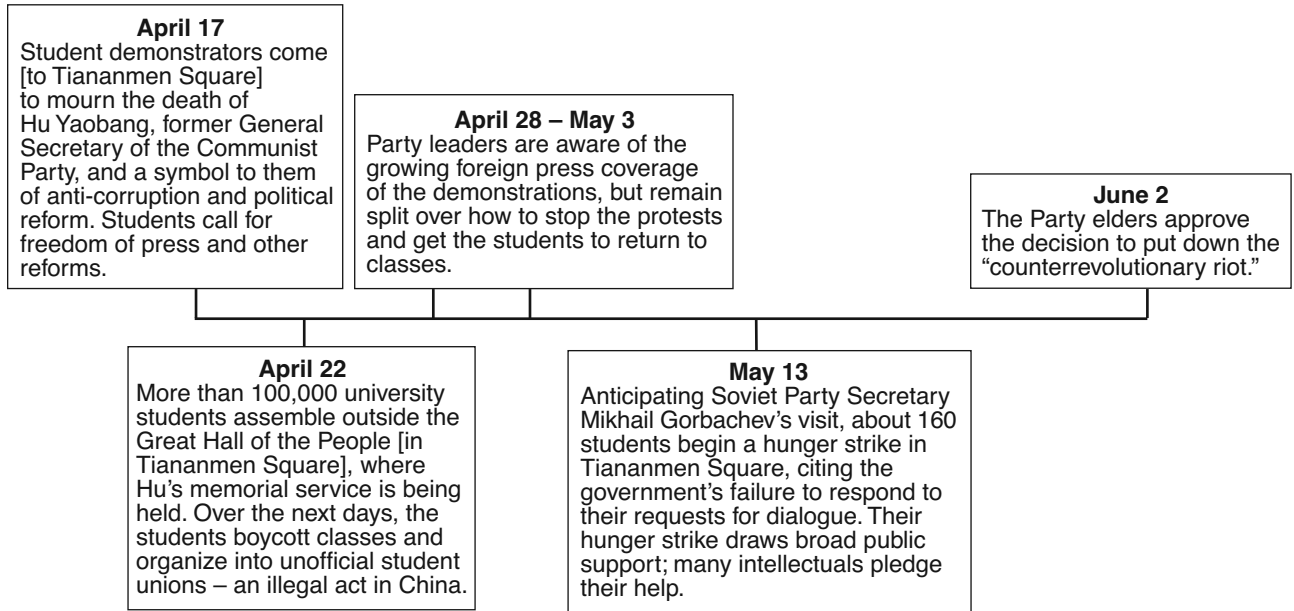 April 17
Student demonstrators come
[to Tiananmen Square]
to mourn the death of
Hu Yaobang, former General
Secretary of the Communist
Party, and a symbol to them
of anti-corruption and political
reform. Students call for
freedom of press and other
reforms.
April 28 – May 3
Party leaders are aware of the
growing foreign press coverage
of the demonstrations, but remain
split over how to stop the protests
and get the students to return to
classes.
June 2
The Party elders approve
the decision to put down the
“counterrevolutionary riot.”
April 22
More than 100,000 university
students assemble outside the
Great Hall of the People [in
Tiananmen Square], where
Hu’s memorial service is being
held. Over the next days, the
students boycott classes and
organize into unofficial student
unions – an illegal act in China.
May 13
Anticipating Soviet Party Secretary
Mikhail Gorbachev’s visit, about 160
students begin a hunger strike in
Tiananmen Square, citing the
government’s failure to respond to
their requests for dialogue. Their
hunger strike draws broad public
support; many intellectuals pledge
their help.